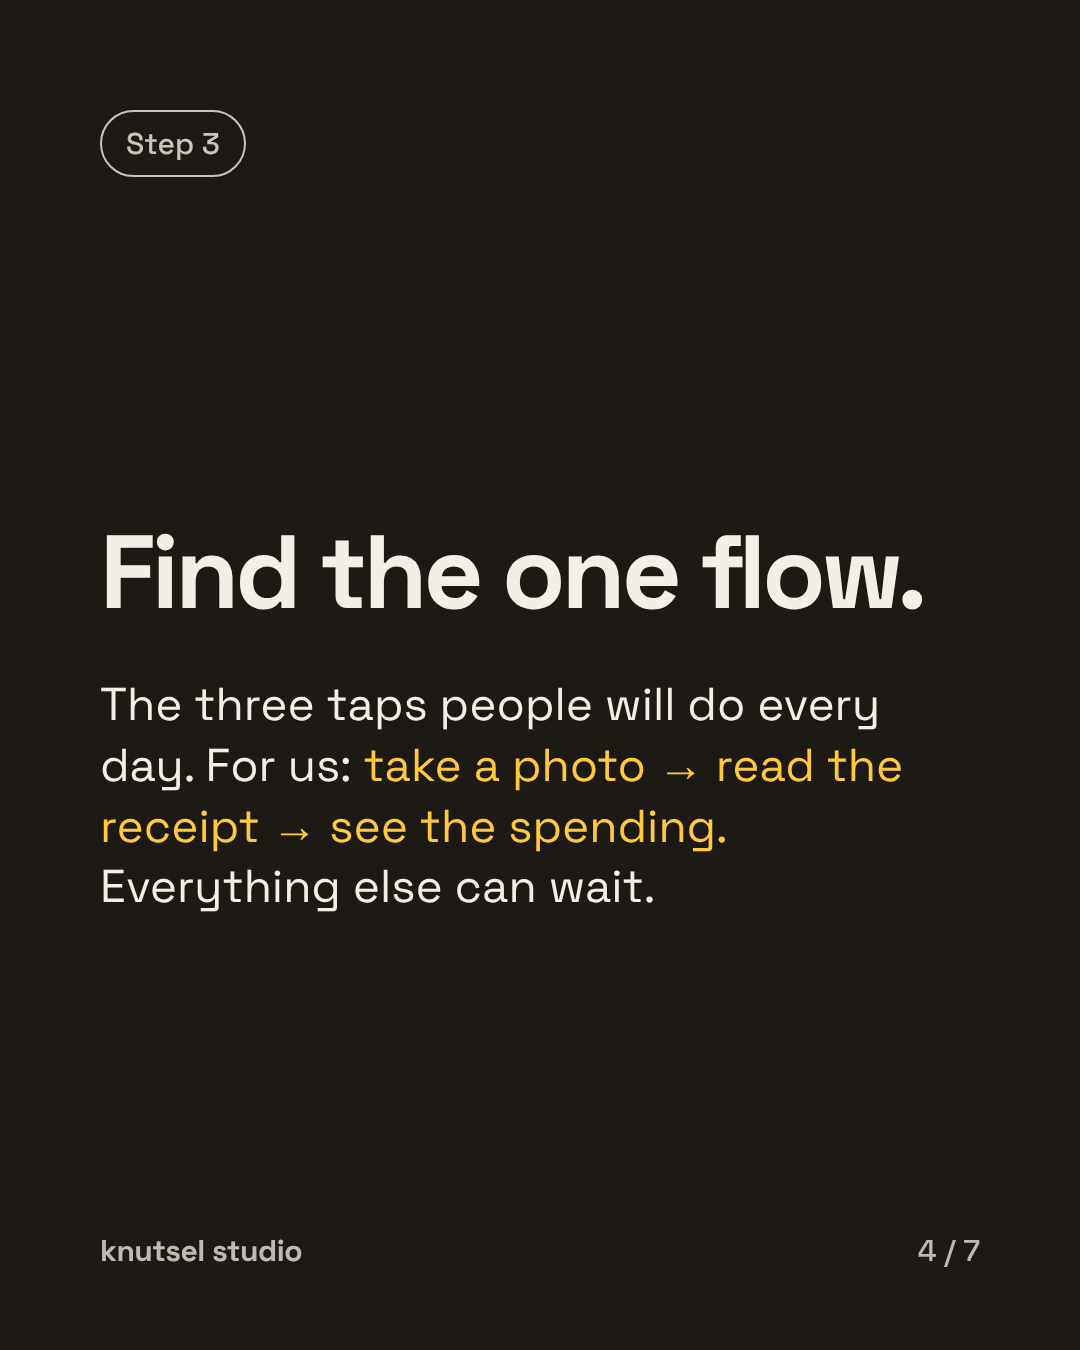 Step 3
Find the one flow.
The three taps people will do every
day. For us: take a photo → read the
receipt → see the spending.
Everything else can wait.
knutsel studio
4 / 7